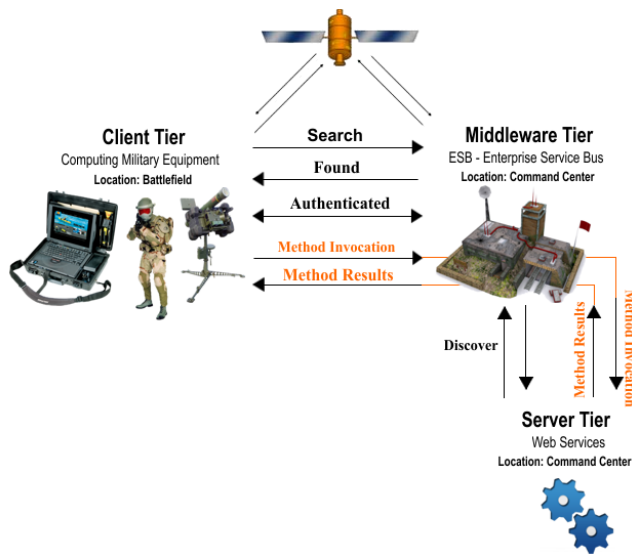 Client Tier
Computing Military Equipment
Location: Battlefield
Search
Found
Authenticated
Method Invocation
Method Results
Middleware Tier
ESB - Enterprise Service Bus
Location: Command Center
Discover
Method Results
Method Invocation
Server Tier
Web Services
Location: Command Center